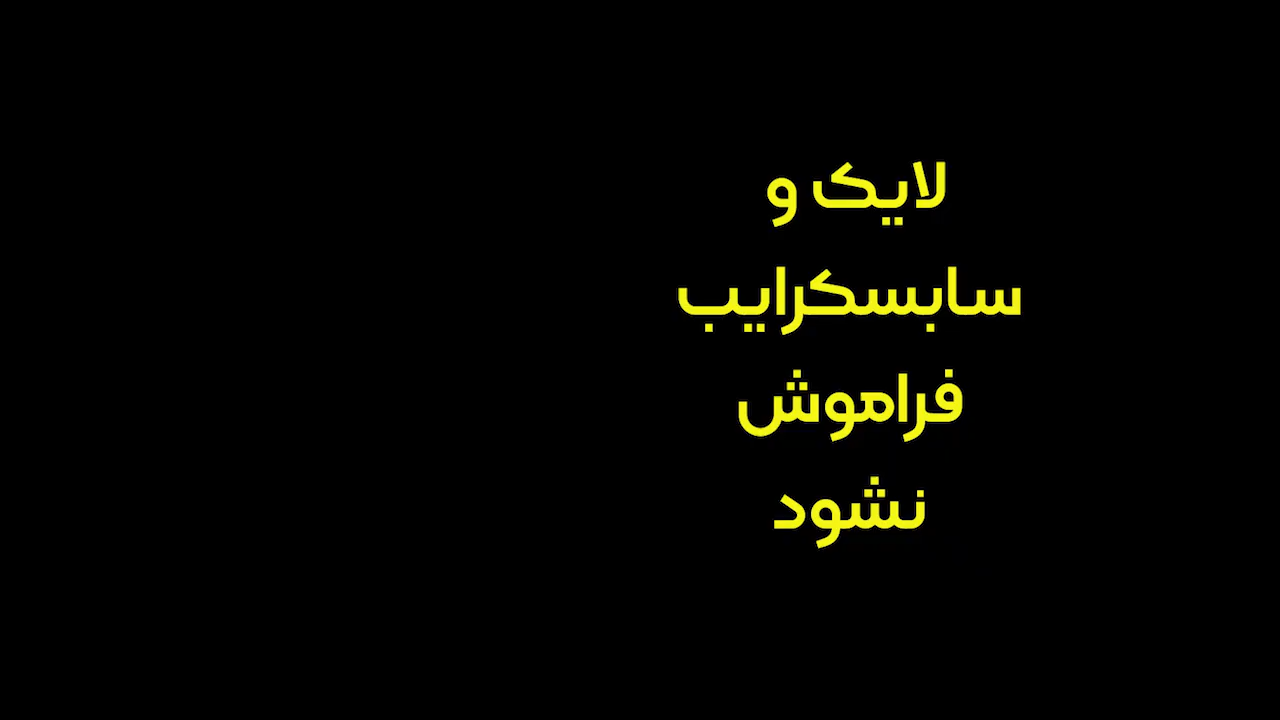 لایک و
سابسکرایب
فراموش
نشود